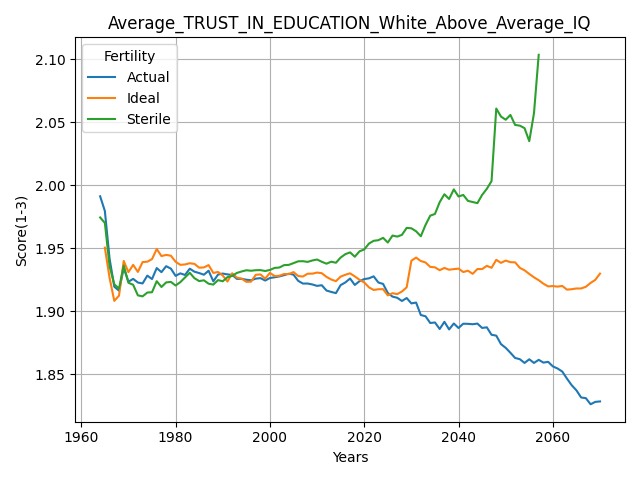 Average_TRUST_IN_EDUCATION_White_Above_Average_IQ
Fertility
Actual
Ideal
Sterile
Score(1-3)
2.10
2.05
2.00
1.95
1.90
1.85
1960
1980
2000
2020
2040
2060
Years